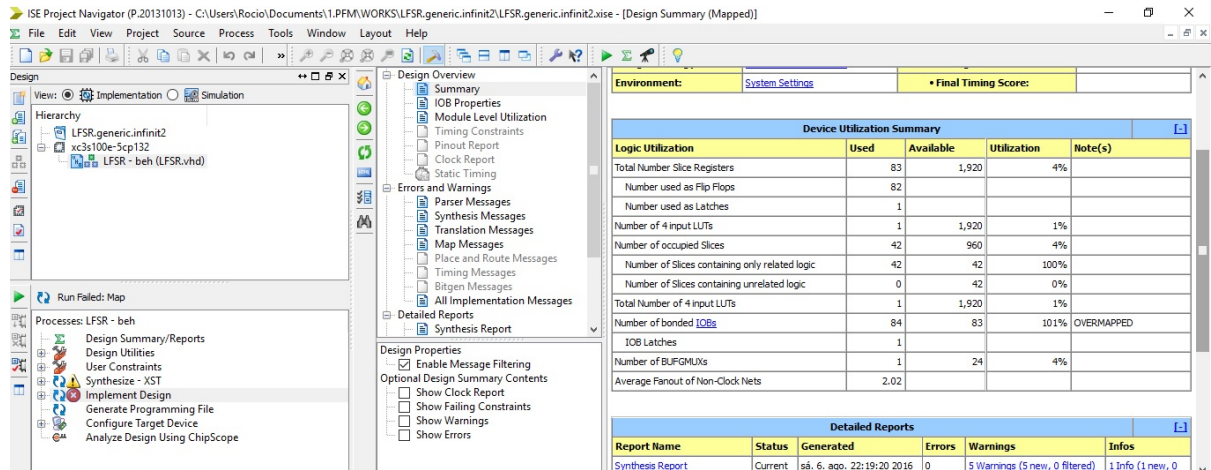 ISE Project Navigator (P.20131013) - C:\Users\Rocio\Documents\1.PFM\WORKS\LFSR.generic.infinit2\LFSR.generic.infinit2.xise - [Design Summary (Mapped)]
File Edit View Project Source Process Tools Window Layout Help
Design
View: Implementation Simulation
Hierarchy
LFSR.generic.infinit2
xc3s100e-5cp132
LFSR - beh (LFSR.vhd)
Run Failed: Map
Processes: LFSR - beh
Design Summary/Reports
Design Utilities
User Constraints
Synthesize - XST
Implement Design
Generate Programming File
Configure Target Device
Analyze Design Using ChipScope
Design Overview
Summary
IOB Properties
Module Level Utilization
Timing Constraints
Pinout Report
Clock Report
Static Timing
Errors and Warnings
Parser Messages
Synthesis Messages
Translation Messages
Map Messages
Place and Route Messages
Timing Messages
Bitgen Messages
All Implementation Messages
Detailed Reports
Synthesis Report
Design Properties
Enable Message Filtering
Optional Design Summary Contents
Show Clock Report
Show Failing Constraints
Show Warnings
Show Errors
Environment: System Settings • Final Timing Score:
Device Utilization Summary [-]
Logic Utilization Used Available Utilization Note(s)
Total Number Slice Registers 83 1,920 4%
Number used as Flip Flops 82
Number used as Latches 1
Number of 4 input LUTs 1 1,920 1%
Number of occupied Slices 42 960 4%
Number of Slices containing only related logic 42 42 100%
Number of Slices containing unrelated logic 0 42 0%
Total Number of 4 input LUTs 1 1,920 1%
Number of bonded IOBs 84 83 101% OVERMAPPED
IOB Latches 1
Number of BUFGMUXs 1 24 4%
Average Fanout of Non-Clock Nets 2.02
Detailed Reports [-]
Report Name Status Generated Errors Warnings Infos
Synthesis Report Current sá. 6. ago. 22:19:20 2016 0 5 Warnings (5 new, 0 filtered) 1 Info (1 new, 0